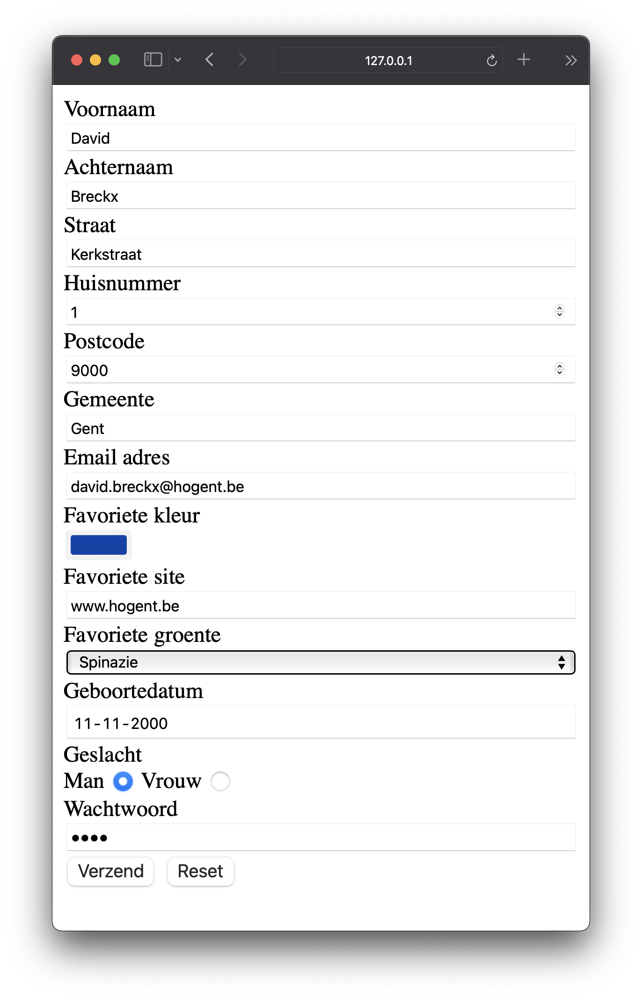 127.0.0.1
Voornaam
David
Achternaam
Breckx
Straat
Kerkstraat
Huisnummer
1
Postcode
9000
Gemeente
Gent
Email adres
david.breckx@hogent.be
Favoriete kleur
Favoriete site
www.hogent.be
Favoriete groente
Spinazie
Geboortedatum
11-11-2000
Geslacht
Man Vrouw
Wachtwoord
••••
Verzend Reset